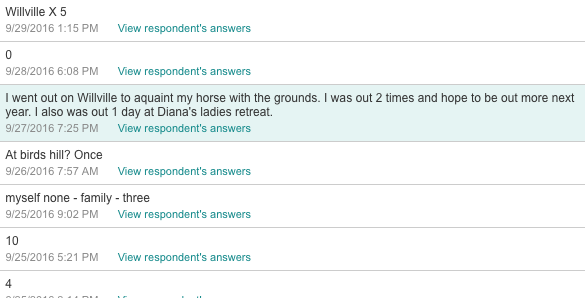 Willville X 5
9/29/2016 1:15 PM View respondent's answers
0
9/28/2016 6:08 PM View respondent's answers
I went out on Willville to aquaint my horse with the grounds. I was out 2 times and hope to be out more next
year. I also was out 1 day at Diana's ladies retreat.
9/27/2016 7:25 PM View respondent's answers
At birds hill? Once
9/26/2016 7:57 AM View respondent's answers
myself none - family - three
9/25/2016 9:02 PM View respondent's answers
10
9/25/2016 5:21 PM View respondent's answers
4